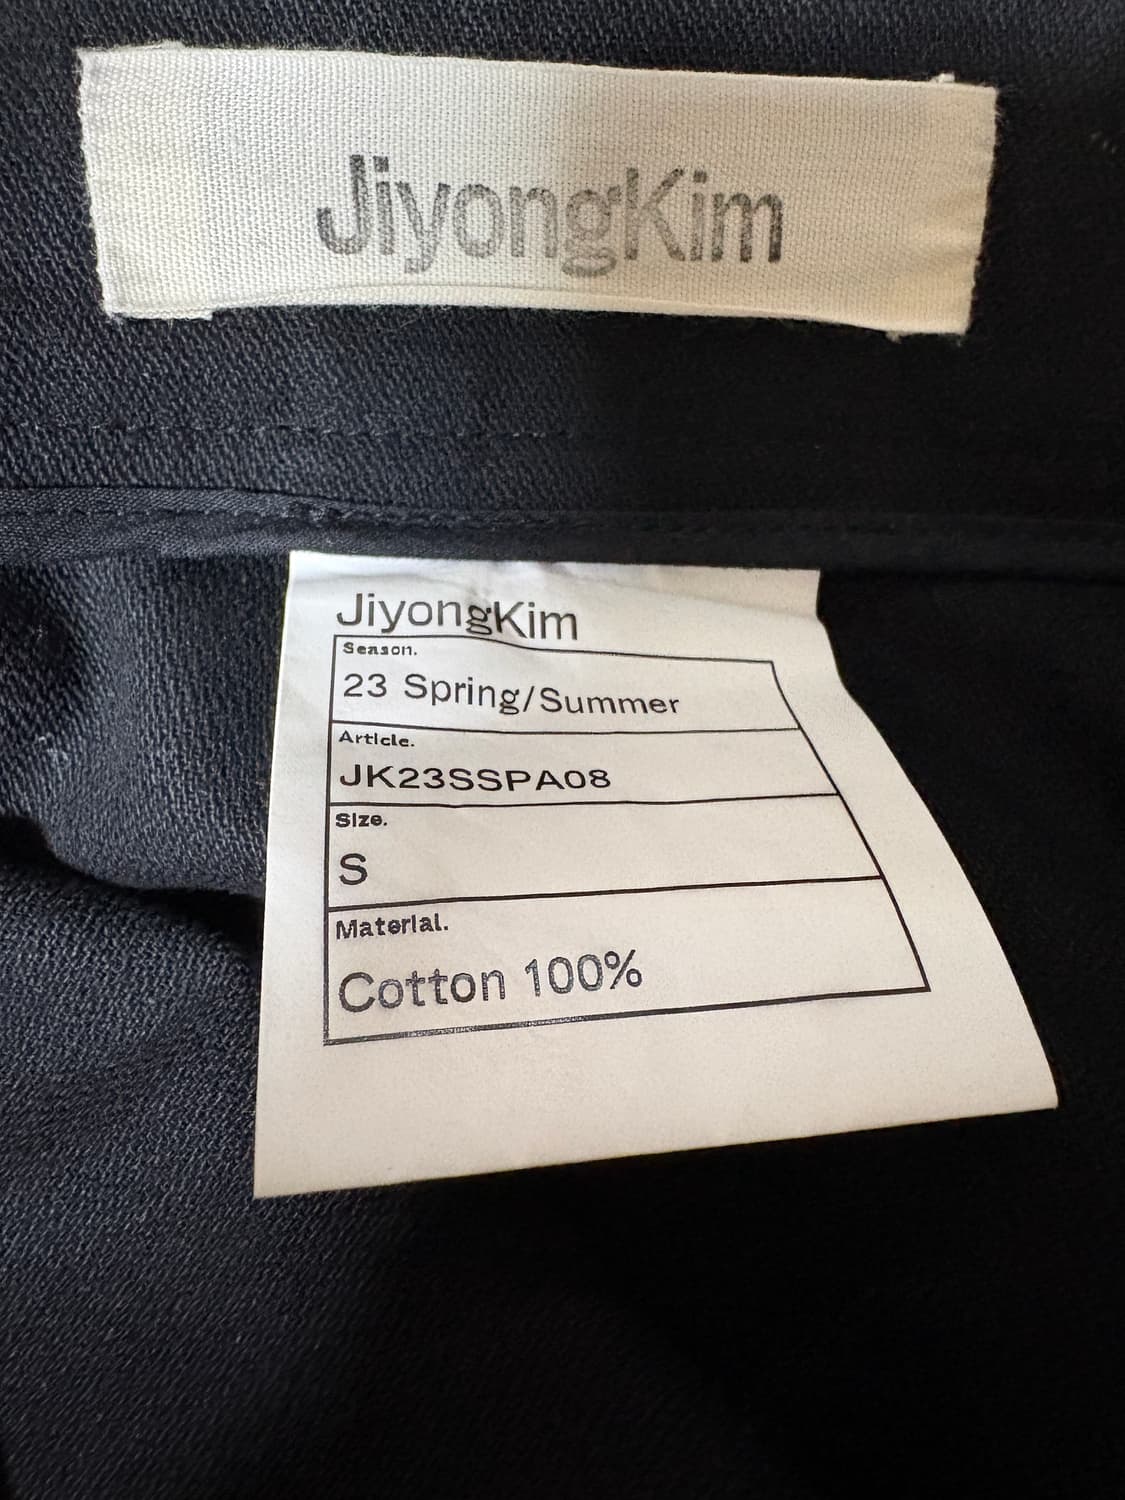 JiyongKim
JiyongKim
Season.
23 Spring/Summer
Article.
JK23SSPA08
Size.
S
Material.
Cotton 100%